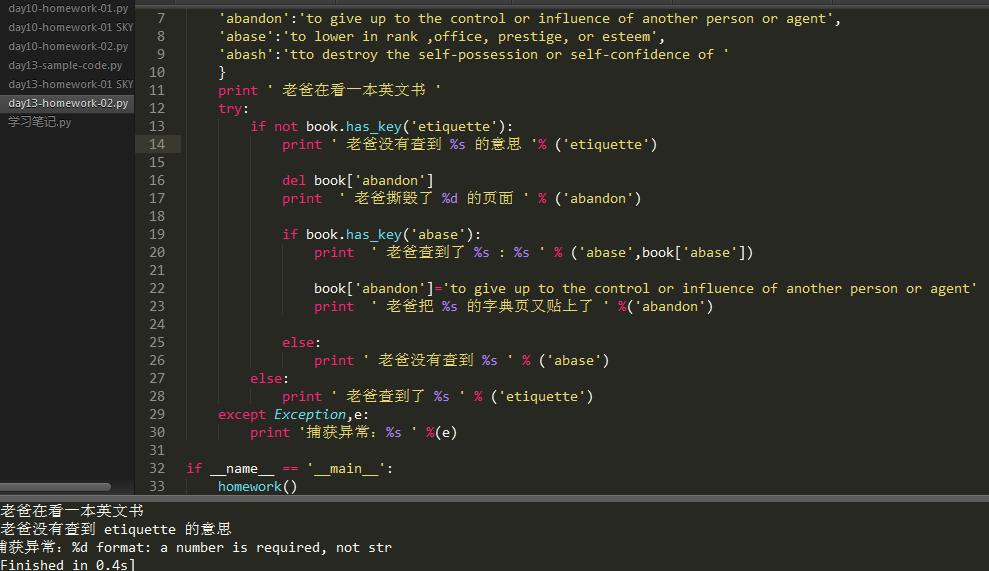 day10-homework-01.py
day10-homework-01 SKY
day10-homework-02.py
day13-sample-code.py
day13-homework-01 SKY
day13-homework-02.py
学习笔记.py
7 'abandon':'to give up to the control or influence of another person or agent',
8 'abase':'to lower in rank ,office, prestige, or esteem',
9 'abash':'tto destroy the self-possession or self-confidence of '
10 }
11 print ' 老爸在看一本英文书 '
12 try:
13 if not book.has_key('etiquette'):
14 print ' 老爸没有查到 %s 的意思 '% ('etiquette')
15
16 del book['abandon']
17 print ' 老爸撕毁了 %d 的页面 ' % ('abandon')
18
19 if book.has_key('abase'):
20 print ' 老爸查到了 %s : %s ' % ('abase',book['abase'])
21
22 book['abandon']='to give up to the control or influence of another person or agent'
23 print ' 老爸把 %s 的字典页又贴上了 ' %('abandon')
24
25 else:
26 print ' 老爸没有查到 %s ' % ('abase')
27 else:
28 print ' 老爸查到了 %s ' % ('etiquette')
29 except Exception,e:
30 print '捕获异常: %s ' %(e)
31
32 if __name__ == '__main__':
33 homework()
老爸在看一本英文书
老爸没有查到 etiquette 的意思
捕获异常: %d format: a number is required, not str
Finished in 0.4s]